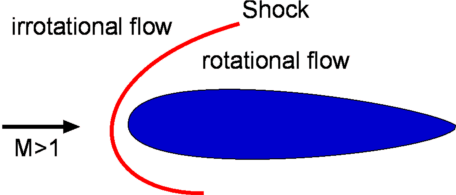 Shock
irrotational flow
rotational flow
M>1